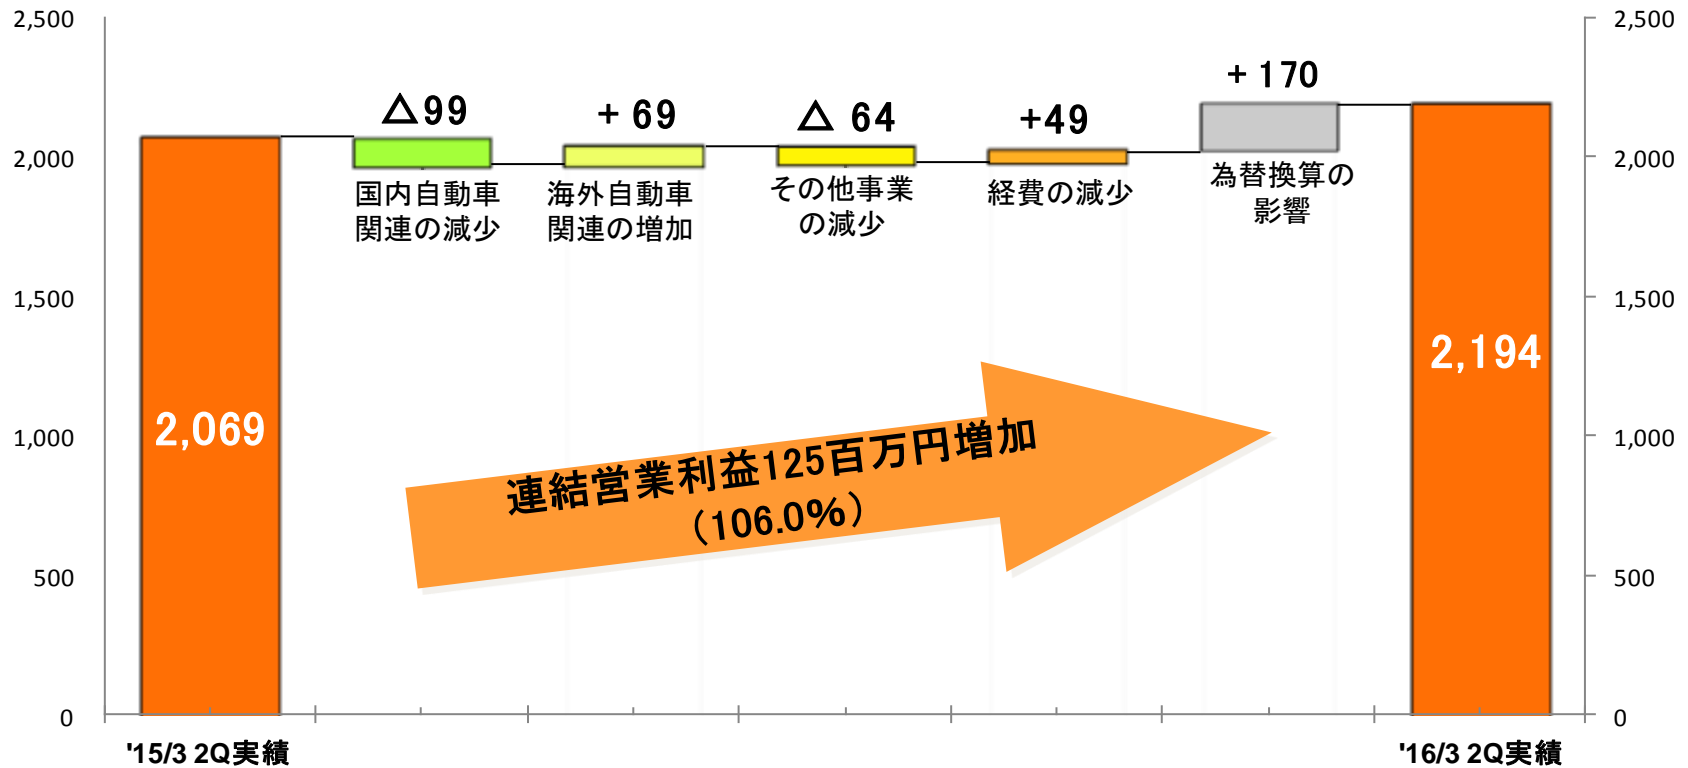 2,500
2,000
1,500
1,000
500
0
2,500
2,000
1,500
1,000
500
0
2,069
△99
国内自動車
関連の減少
+ 69
海外自動車
関連の増加
△ 64
その他事業
の減少
+49
経費の減少
+ 170
為替換算の
影響
2,194
連結営業利益125百万円増加
（106.0%）
'15/3 2Q実績
'16/3 2Q実績